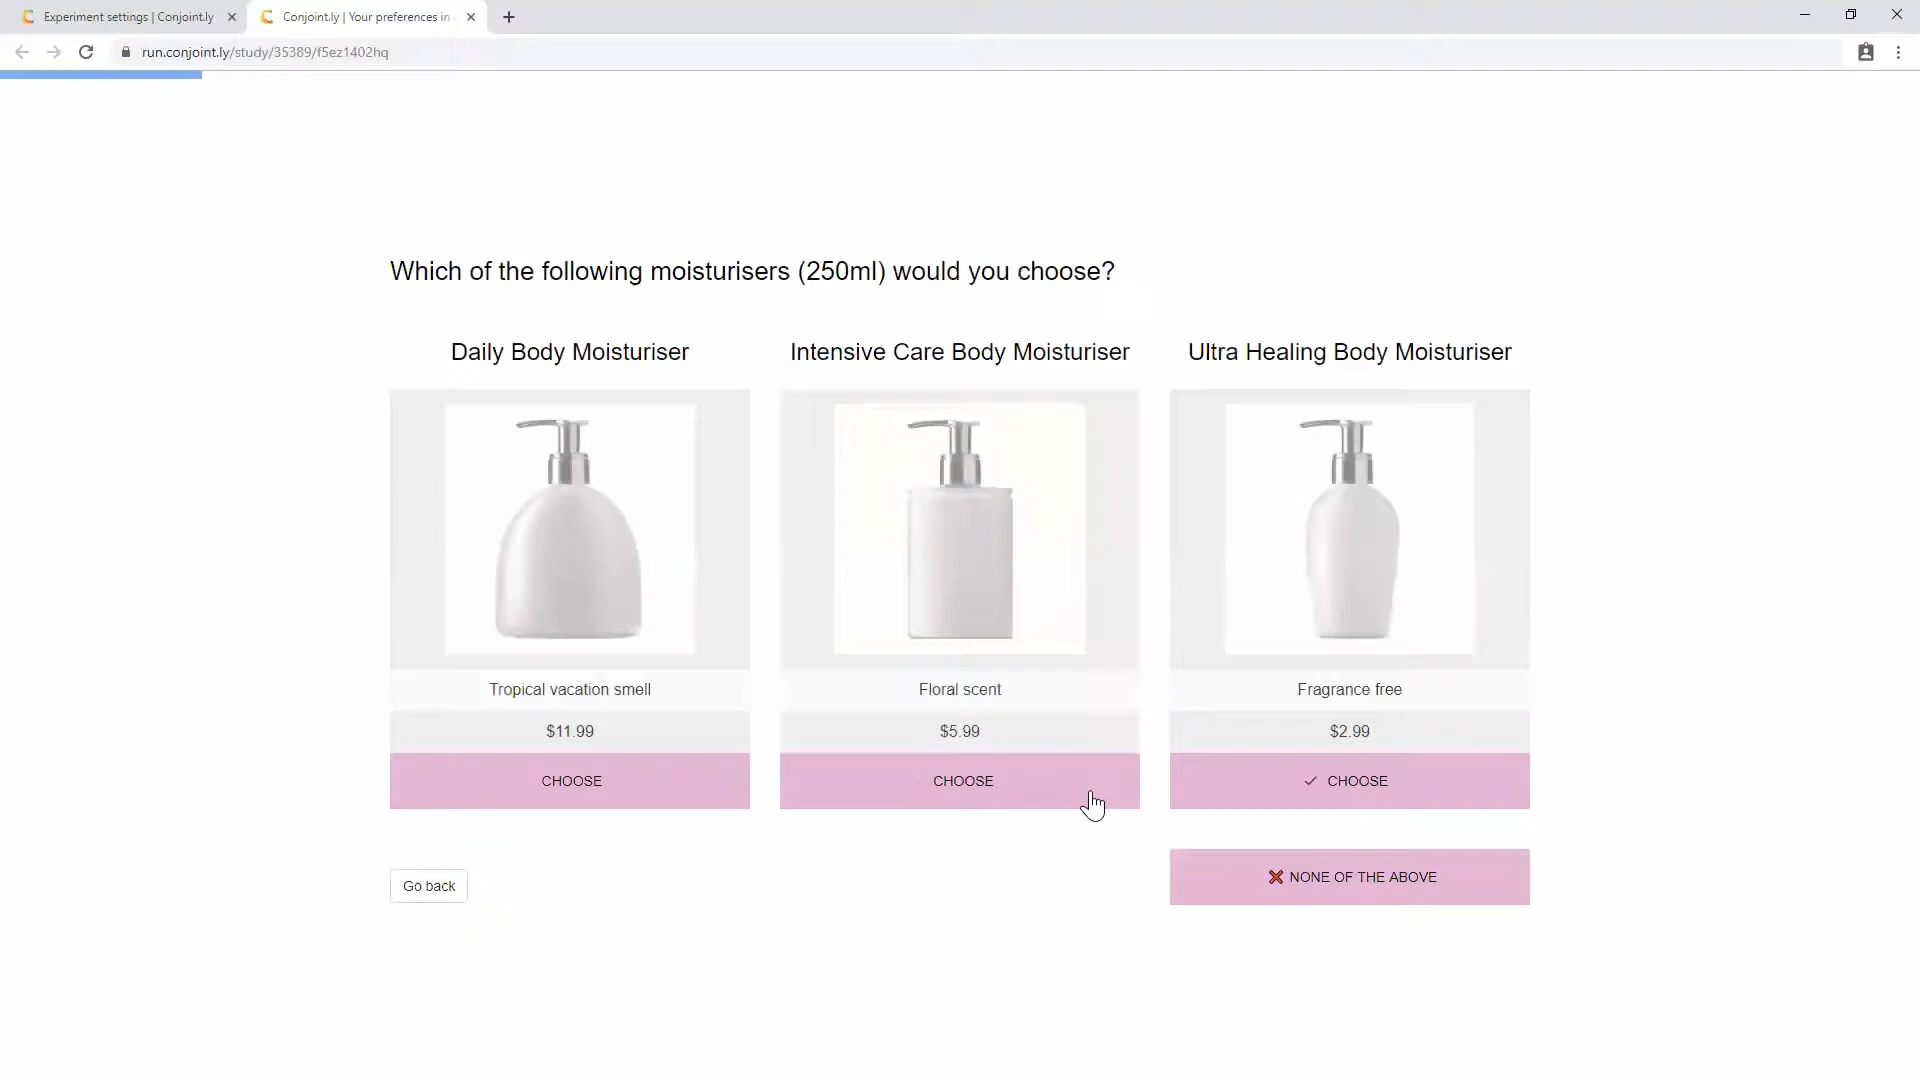 Experiment settings | Conjoint.ly
Conjoint.ly | Your preferences in
run.conjoint.ly/study/35389/f5ez1402hq
Which of the following moisturisers (250ml) would you choose?
Daily Body Moisturiser
Intensive Care Body Moisturiser
Ultra Healing Body Moisturiser
Tropical vacation smell
Floral scent
Fragrance free
$11.99
$5.99
$2.99
CHOOSE
CHOOSE
✓ CHOOSE
Go back
❌ NONE OF THE ABOVE